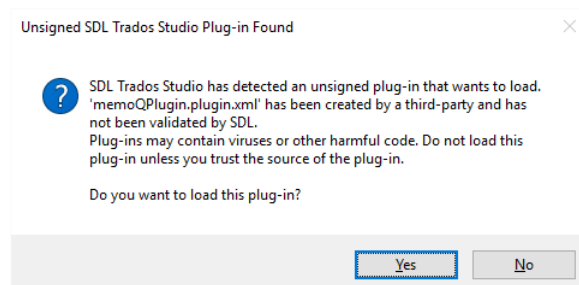 Unsigned SDL Trados Studio Plug-in Found
SDL Trados Studio has detected an unsigned plug-in that wants to load.
'memoQPlugin.plugin.xml' has been created by a third-party and has
not been validated by SDL.
Plug-ins may contain viruses or other harmful code. Do not load this
plug-in unless you trust the source of the plug-in.
Do you want to load this plug-in?
Yes
No